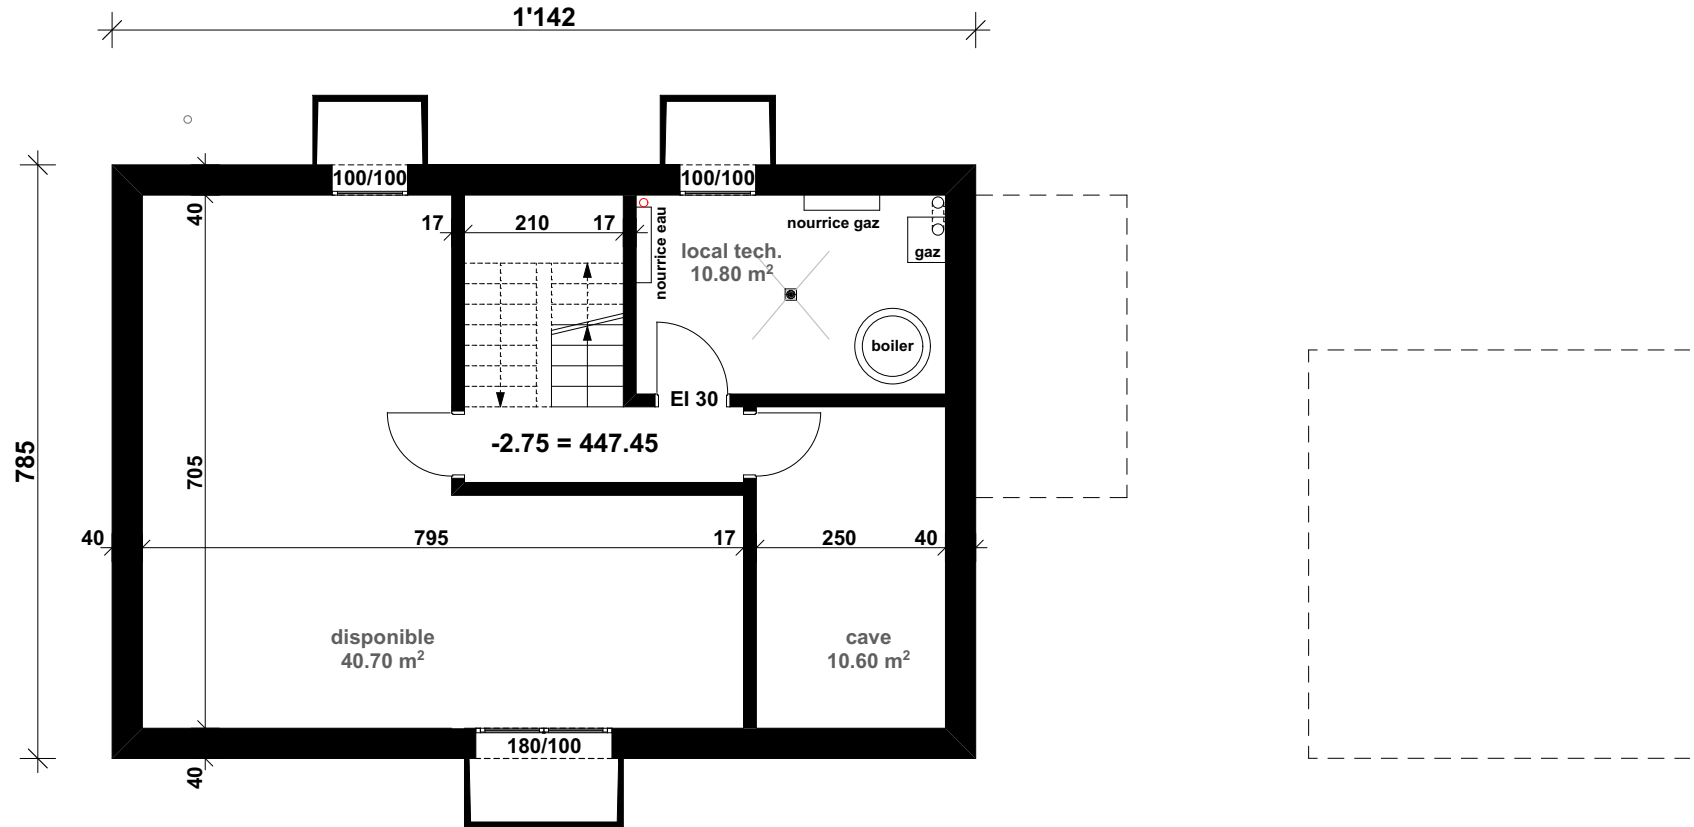 1'142
100/100
100/100
40
17
210
17
nourrice eau
nourrice gaz
local tech.
10.80 m²
gaz
boiler
EI 30
-2.75 = 447.45
785
705
40
795
17
250
40
disponible
40.70 m²
cave
10.60 m²
180/100
40